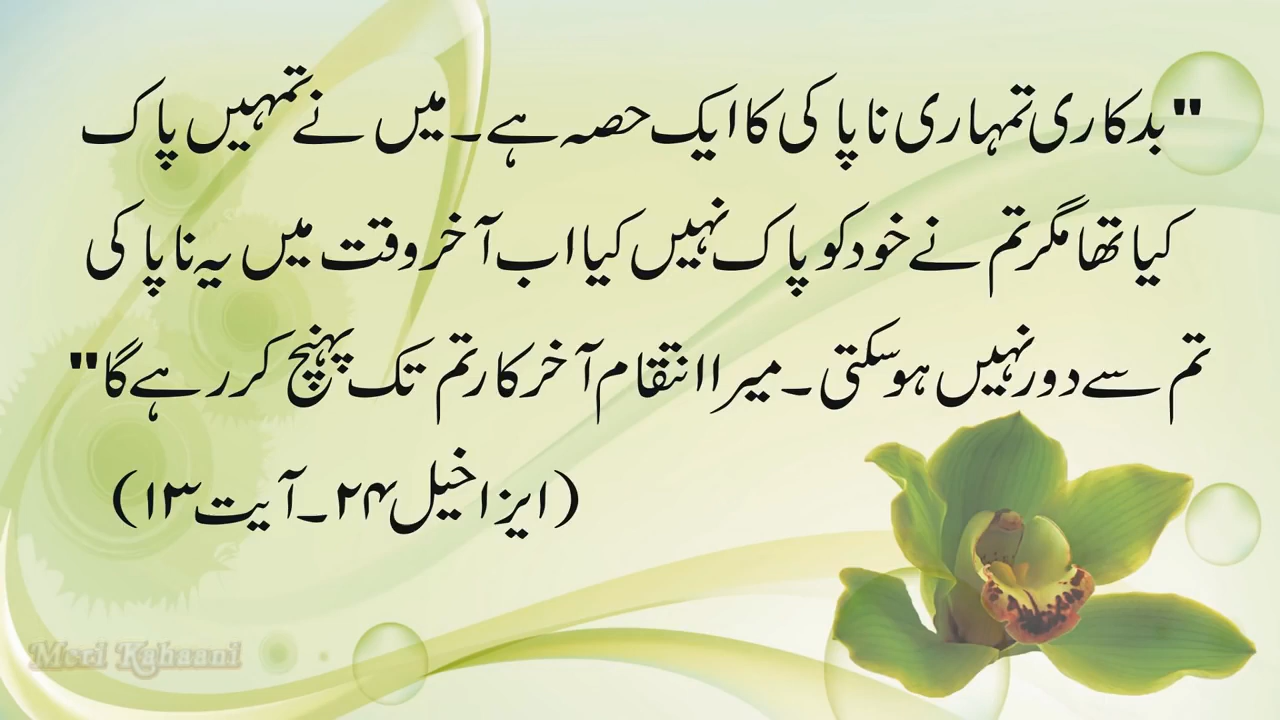 "بدکاری تمہاری ناپاکی کا ایک حصہ ہے۔ میں نے تمہیں پاک
کیا تھا مگر تم نے خود کو پاک نہیں کیا اب آخر وقت میں یہ ناپاکی
تم سے دور نہیں ہو سکتی۔ میرا انتقام آخر کار تم تک پہنچ کر رہے گا"
(ایزاخیل ۲۴۔ آیت ۱۳)
Meri Kahaani